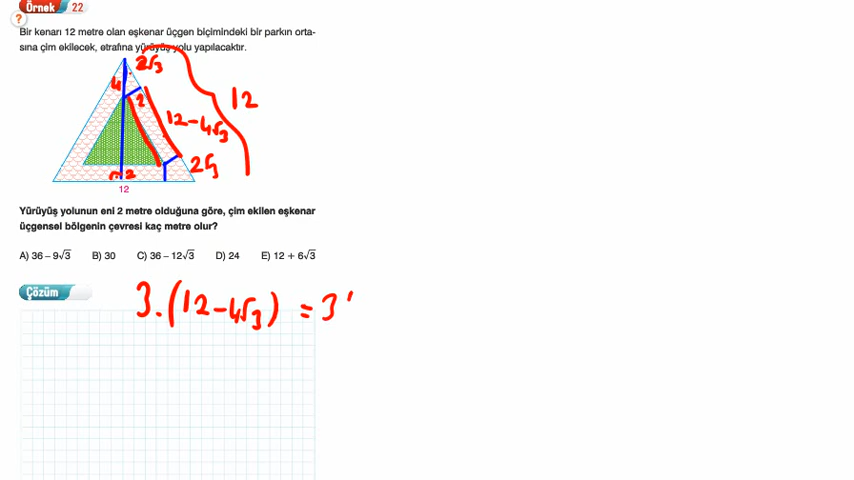 Örnek 22
?
Bir kenarı 12 metre olan eşkenar üçgen biçimindeki bir parkın orta-
sına çim ekilecek, etrafına yürüyüş yolu yapılacaktır.
2√3
4
2
12
12-4√3
2√3
2
12
Yürüyüş yolunun eni 2 metre olduğuna göre, çim ekilen eşkenar
üçgensel bölgenin çevresi kaç metre olur?
A) 36 – 9√3 B) 30 C) 36 – 12√3 D) 24 E) 12 + 6√3
Çözüm
3.(12-4√3) = 3